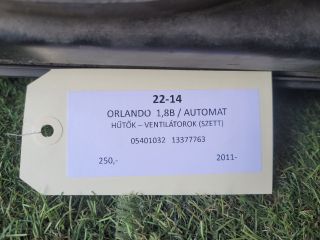 22-14
ORLANDO 1,8B / AUTOMAT
HŰTŐK – VENTILÁTOROK (SZETT)
05401032 13377763
250,- 2011-